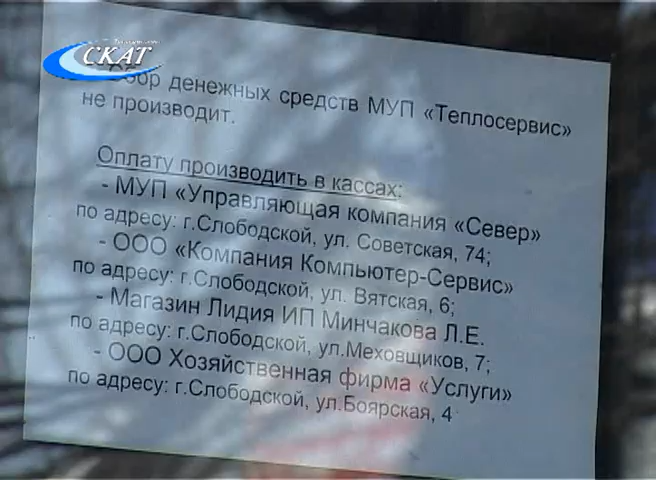 СКАТ
Сбор денежных средств МУП «Теплосервис»
не производит.
Оплату производить в кассах:
- МУП «Управляющая компания «Север»
по адресу: г.Слободской, ул. Советская, 74;
- ООО «Компания Компьютер-Сервис»
по адресу: г.Слободской, ул. Вятская, 6;
- Магазин Лидия ИП Минчакова Л.Е.
по адресу: г.Слободской, ул.Меховщиков, 7;
- ООО Хозяйственная фирма «Услуги»
по адресу: г.Слободской, ул.Боярская, 4